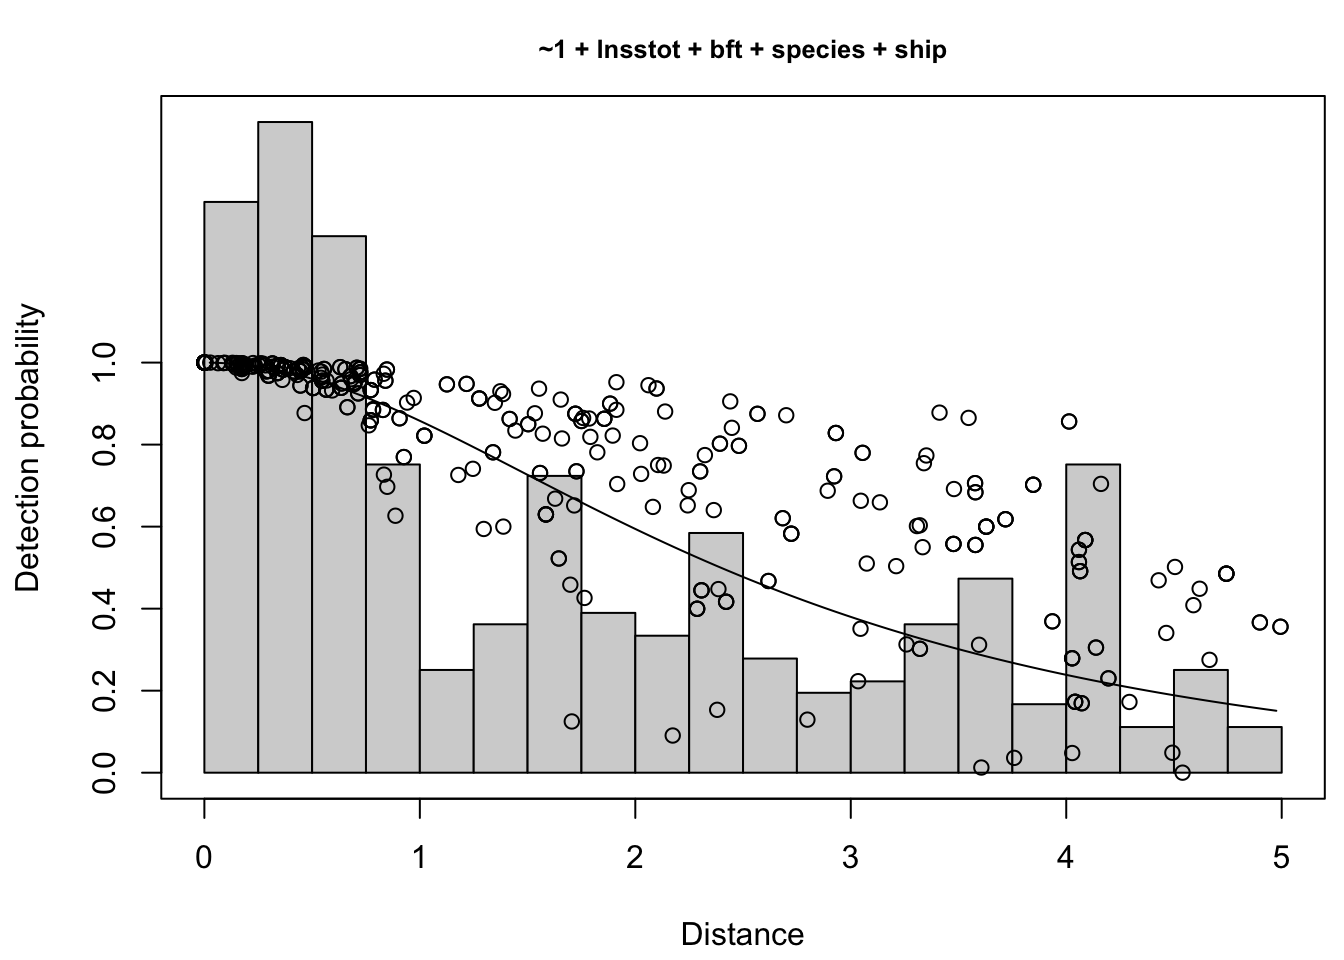 ~1 + lnsstot + bft + species + ship
Detection probability
1.0
0.8
0.6
0.4
0.2
0.0
0 1 2 3 4 5
Distance